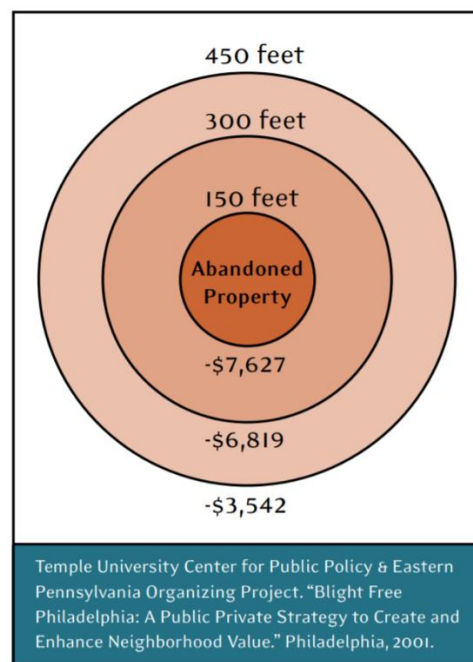 450 feet
300 feet
150 feet
Abandoned
Property
-$7,627
-$6,819
-$3,542
Temple University Center for Public Policy & Eastern
Pennsylvania Organizing Project. “Blight Free
Philadelphia: A Public Private Strategy to Create and
Enhance Neighborhood Value.” Philadelphia, 2001.